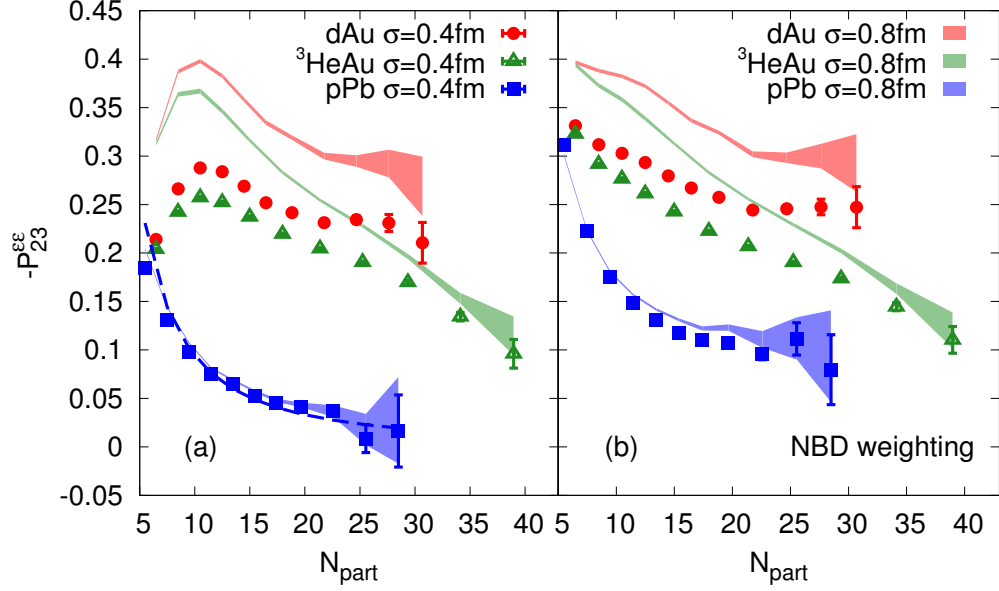 0.45
0.4
0.35
0.3
0.25
0.2
0.15
0.1
0.05
0
-0.05
-P₂₃^εε
dAu σ=0.4fm
³HeAu σ=0.4fm
pPb σ=0.4fm
(a)
5 10 15 20 25 30 35 40
N_part
dAu σ=0.8fm
³HeAu σ=0.8fm
pPb σ=0.8fm
(b)
NBD weighting
5 10 15 20 25 30 35 40
N_part